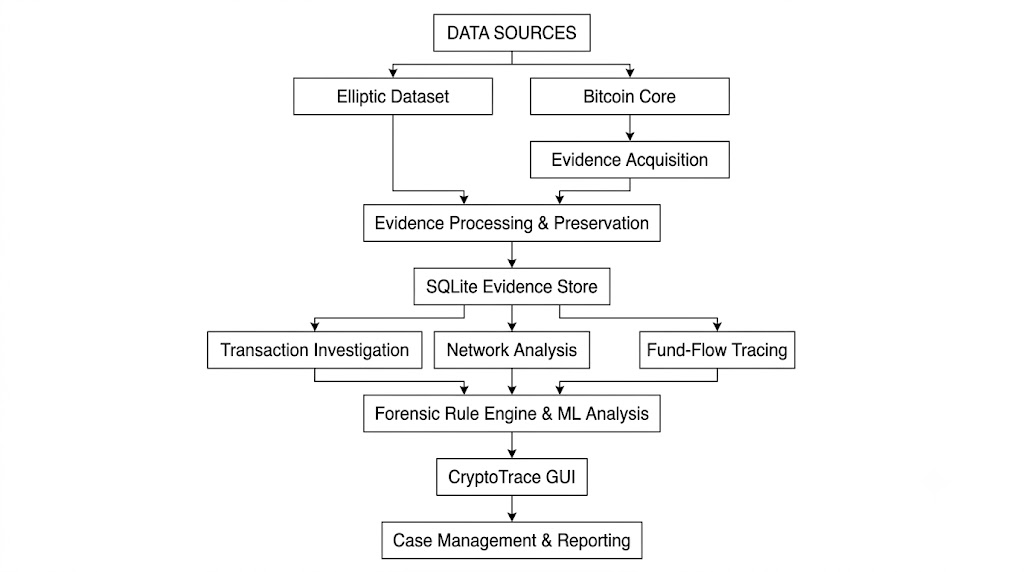 DATA SOURCES
Elliptic Dataset
Bitcoin Core
Evidence Acquisition
Evidence Processing & Preservation
SQLite Evidence Store
Transaction Investigation
Network Analysis
Fund-Flow Tracing
Forensic Rule Engine & ML Analysis
CryptoTrace GUI
Case Management & Reporting